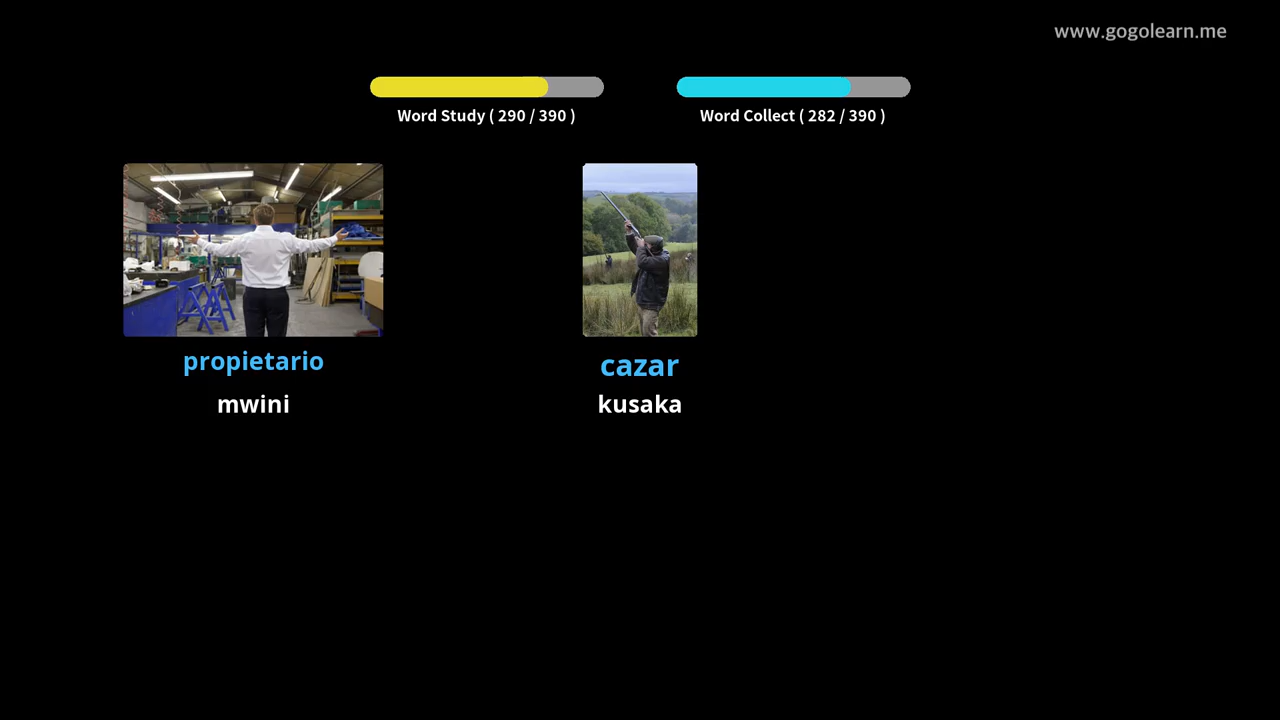 www.gogolearn.me
Word Study ( 290 / 390 )
Word Collect ( 282 / 390 )
propietario
mwini
cazar
kusaka